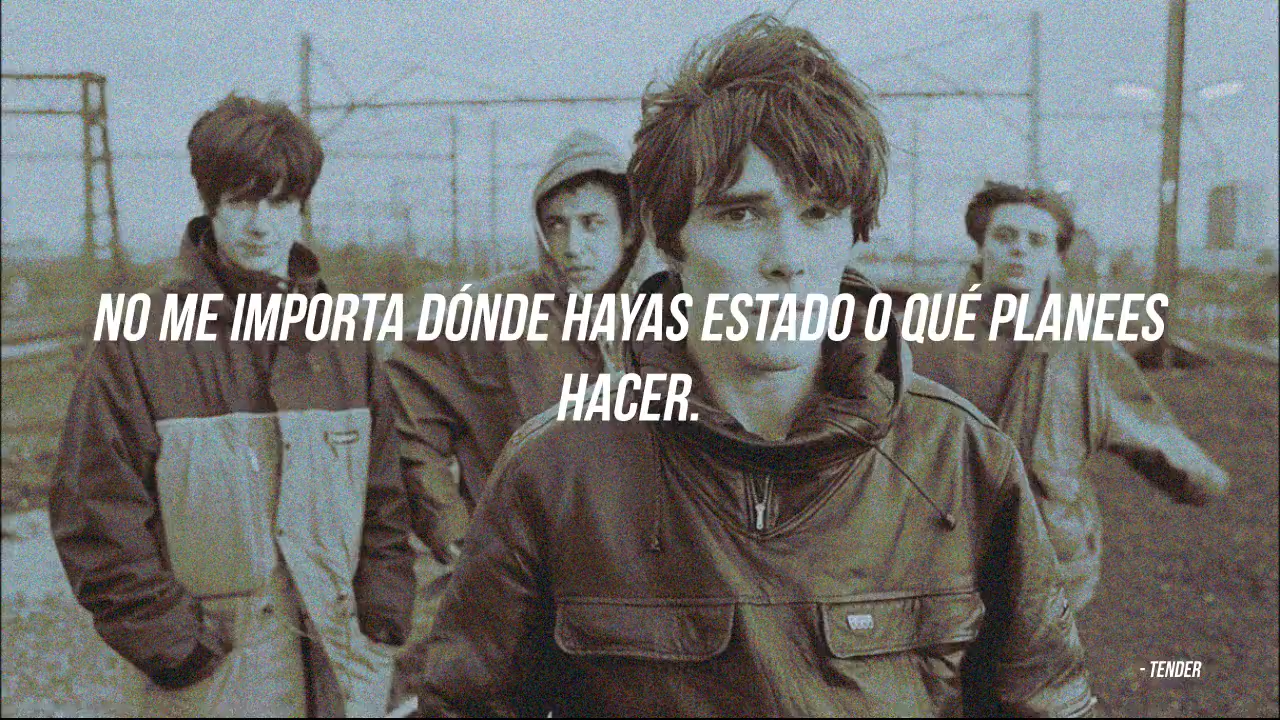 NO ME IMPORTA DÓNDE HAYAS ESTADO O QUÉ PLANEES
HACER.
- TENDER